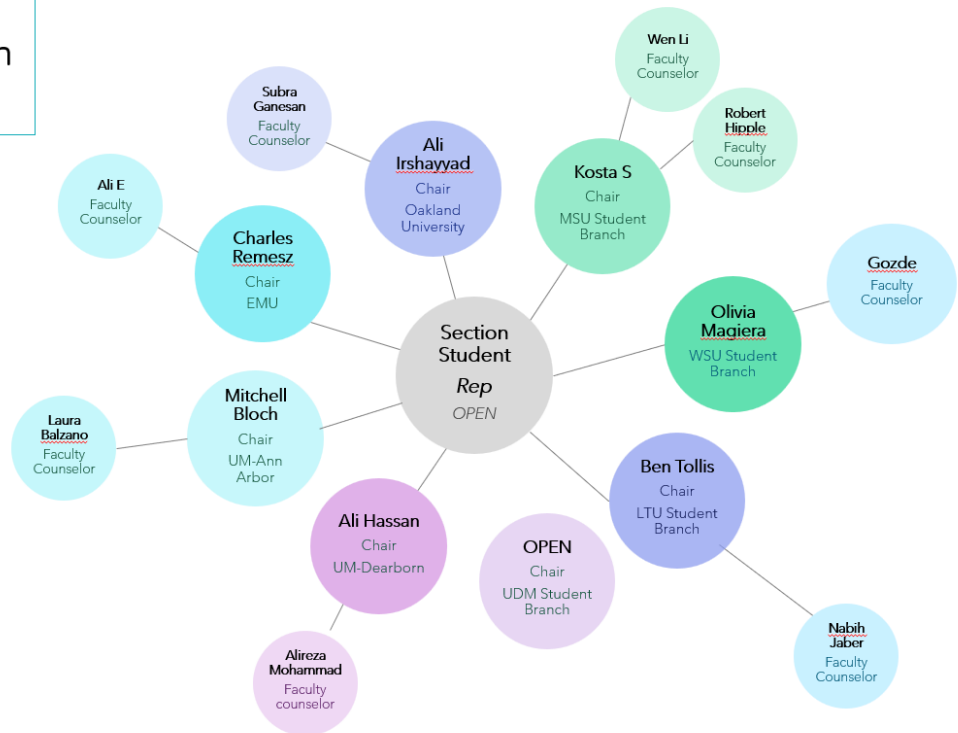 n
Wen Li
Faculty
Counselor
Subra
Ganesan
Faculty
Counselor
Robert
Hipple
Faculty
Counselor
Ali
Irshayyad
Chair
Oakland
University
Kosta S
Chair
MSU Student
Branch
Ali E
Faculty
Counselor
Charles
Remesz
Chair
EMU
Gozde
Faculty
Counselor
Olivia
Magiera
WSU Student
Branch
Section
Student
Rep
OPEN
Mitchell
Bloch
Chair
UM-Ann
Arbor
Laura
Balzano
Faculty
Counselor
Ben Tollis
Chair
LTU Student
Branch
Ali Hassan
Chair
UM-Dearborn
OPEN
Chair
UDM Student
Branch
Nabih
Jaber
Faculty
Counselor
Alireza
Mohammad
Faculty
counselor